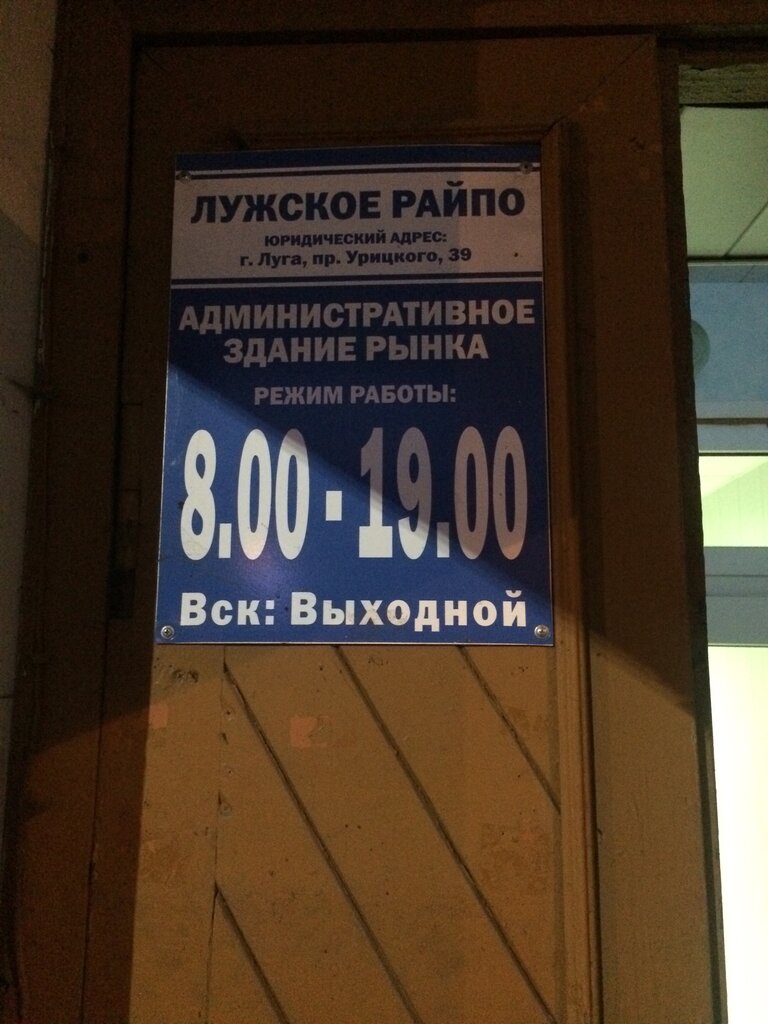 ЛУЖСКОЕ РАЙПО
ЮРИДИЧЕСКИЙ АДРЕС:
г. Луга, пр. Урицкого, 39
АДМИНИСТРАТИВНОЕ
ЗДАНИЕ РЫНКА
РЕЖИМ РАБОТЫ:
8.00 - 19.00
Вск: Выходной